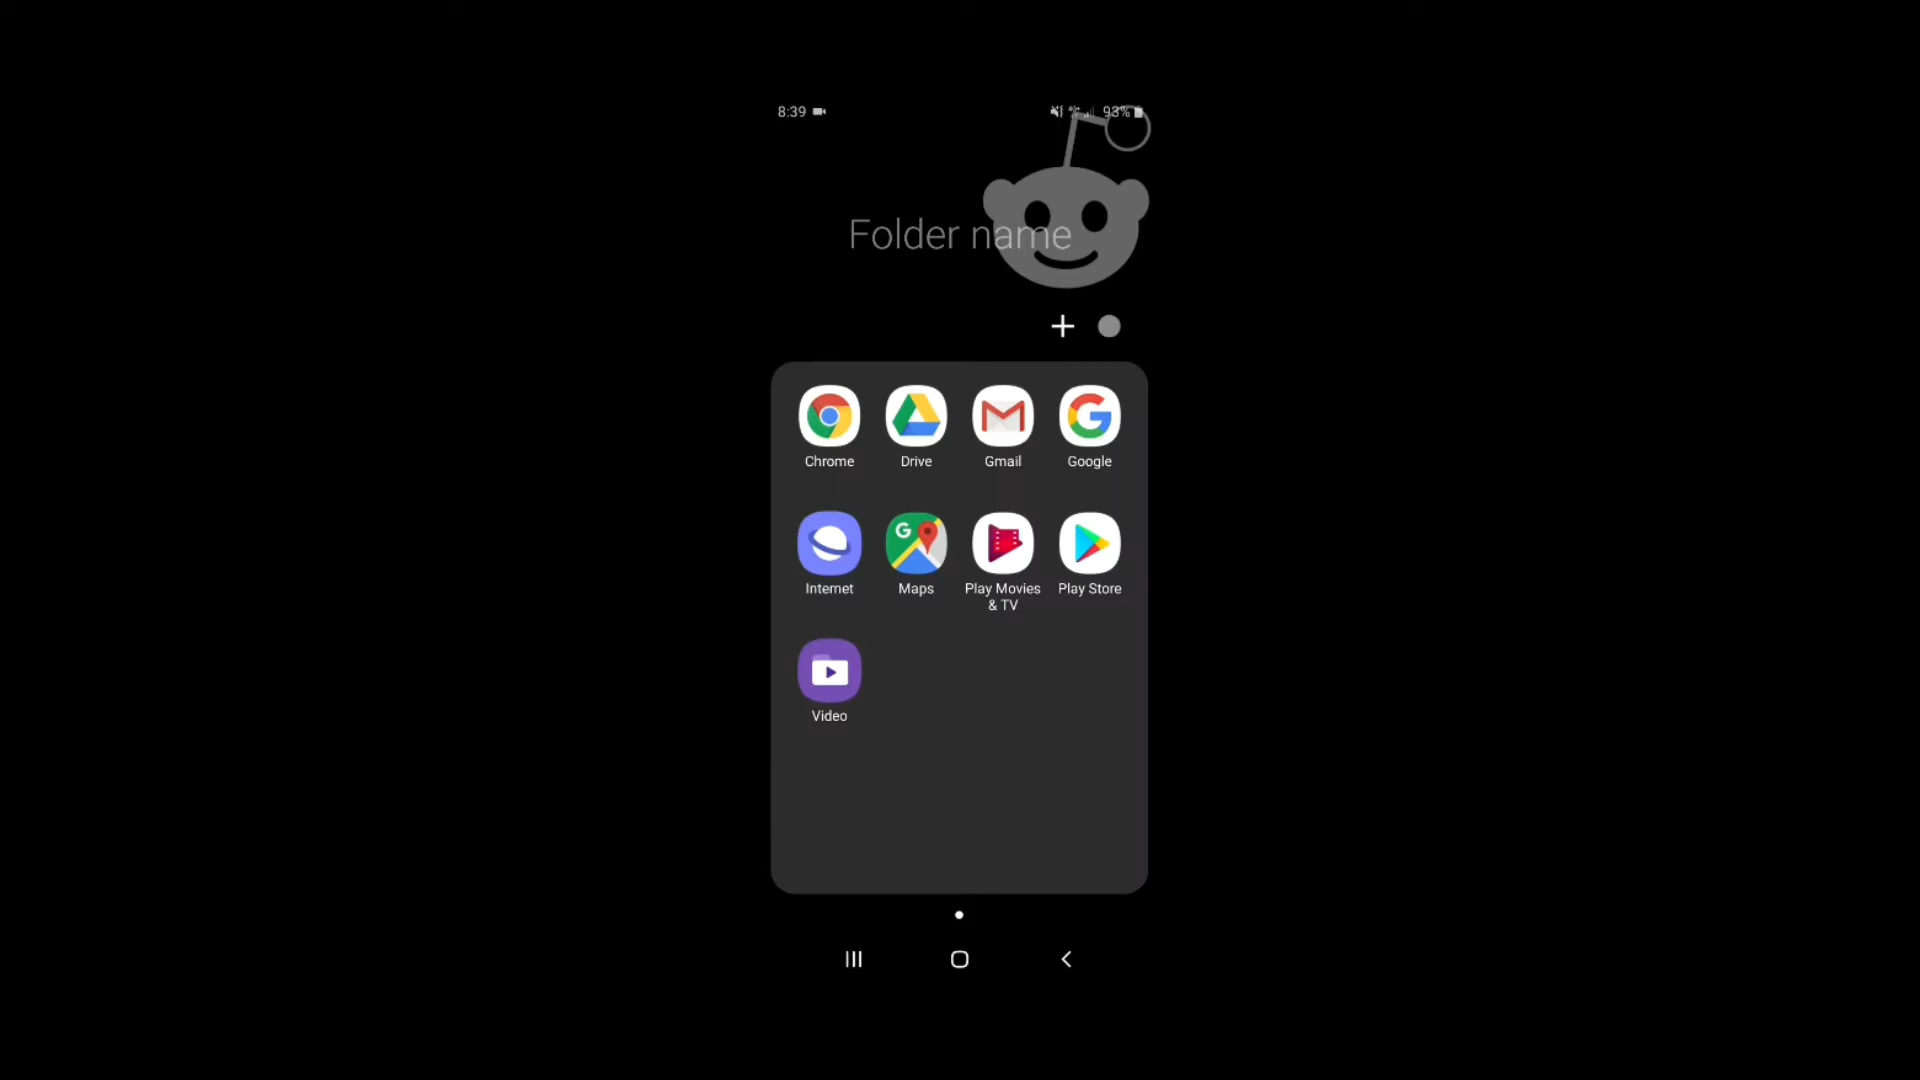 8:39
93%
Folder name
Chrome Drive Gmail Google
Internet Maps Play Movies & TV Play Store
Video